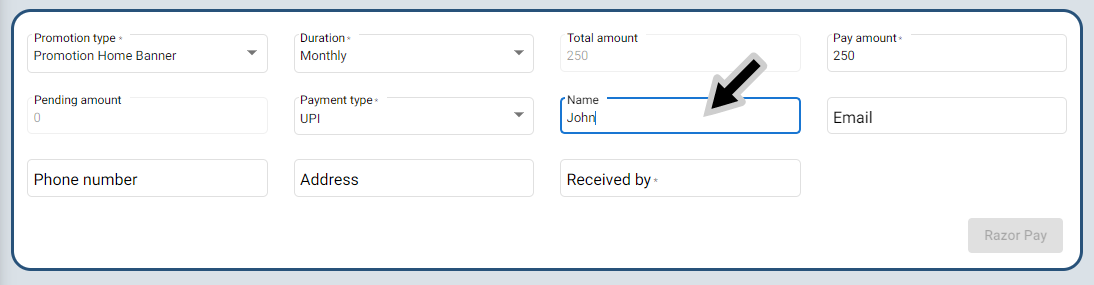 Promotion type *
Promotion Home Banner
Duration *
Monthly
Total amount
250
Pay amount *
250
Pending amount
0
Payment type *
UPI
Name
John
Email
Phone number
Address
Received by *
Razor Pay